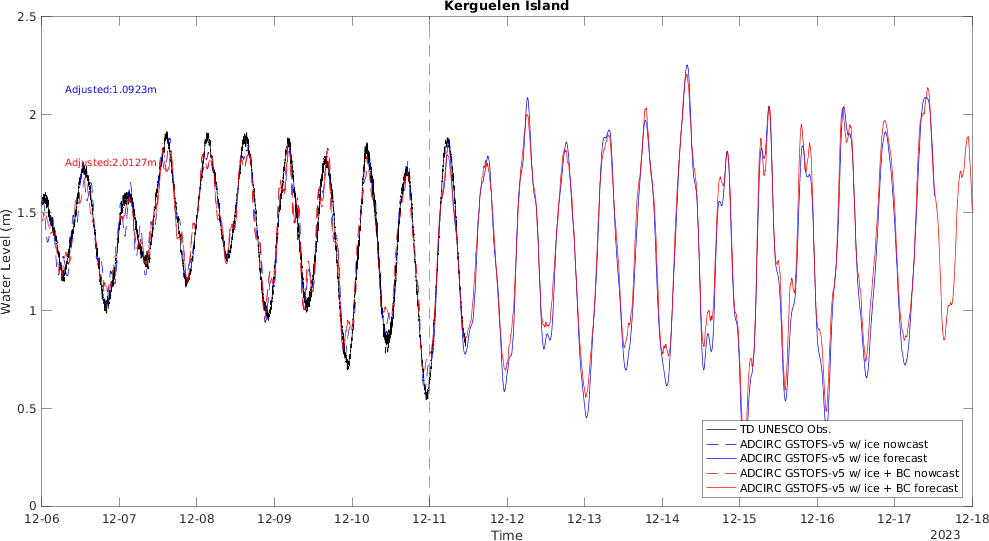 Kerguelen Island
2.5
2
1.5
1
0.5
0
Water Level (m)
Adjusted:1.0923m
Adjusted:2.0127m
TD UNESCO Obs.
ADCIRC GSTOFS-v5 w/ ice nowcast
ADCIRC GSTOFS-v5 w/ ice forecast
ADCIRC GSTOFS-v5 w/ ice + BC nowcast
ADCIRC GSTOFS-v5 w/ ice + BC forecast
12-06 12-07 12-08 12-09 12-10 12-11 12-12 12-13 12-14 12-15 12-16 12-17 12-18
Time
2023